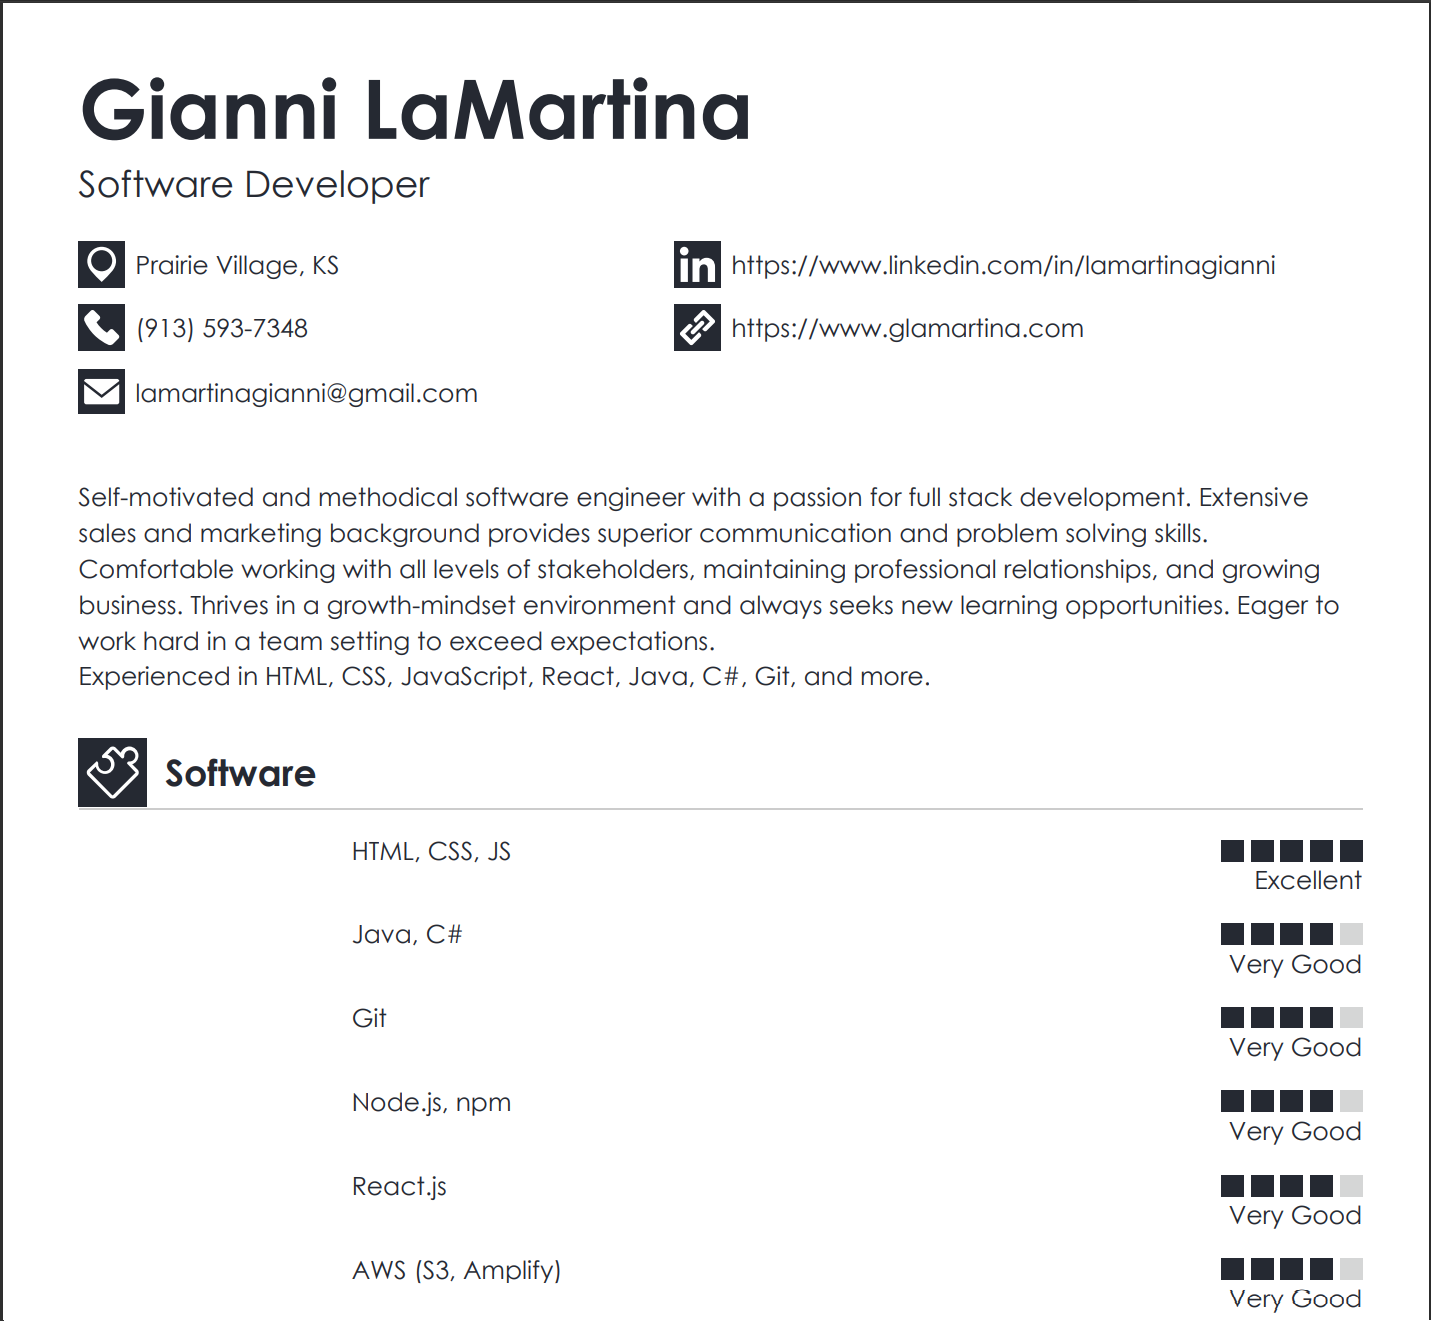 Gianni LaMartina
Software Developer
Prairie Village, KS
https://www.linkedin.com/in/lamartinagianni
(913) 593-7348
https://www.glamartina.com
lamartinagianni@gmail.com
Self-motivated and methodical software engineer with a passion for full stack development. Extensive
sales and marketing background provides superior communication and problem solving skills.
Comfortable working with all levels of stakeholders, maintaining professional relationships, and growing
business. Thrives in a growth-mindset environment and always seeks new learning opportunities. Eager to
work hard in a team setting to exceed expectations.
Experienced in HTML, CSS, JavaScript, React, Java, C#, Git, and more.
Software
HTML, CSS, JS
Excellent
Java, C#
Very Good
Git
Very Good
Node.js, npm
Very Good
React.js
Very Good
AWS (S3, Amplify)
Very Good